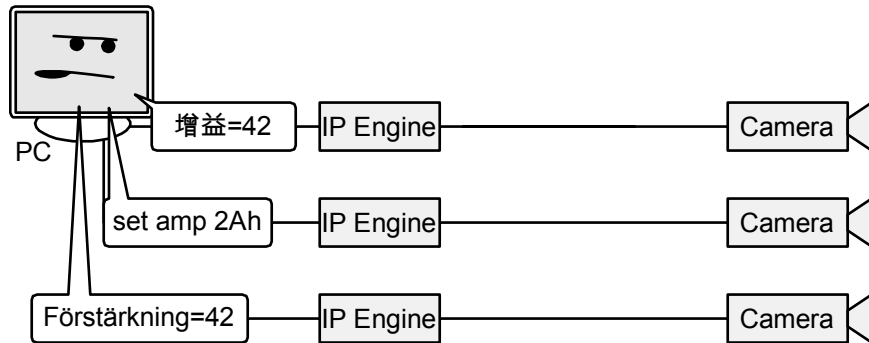 增益=42
IP Engine
Camera
PC
set amp 2Ah
IP Engine
Camera
Förstärkning=42
IP Engine
Camera